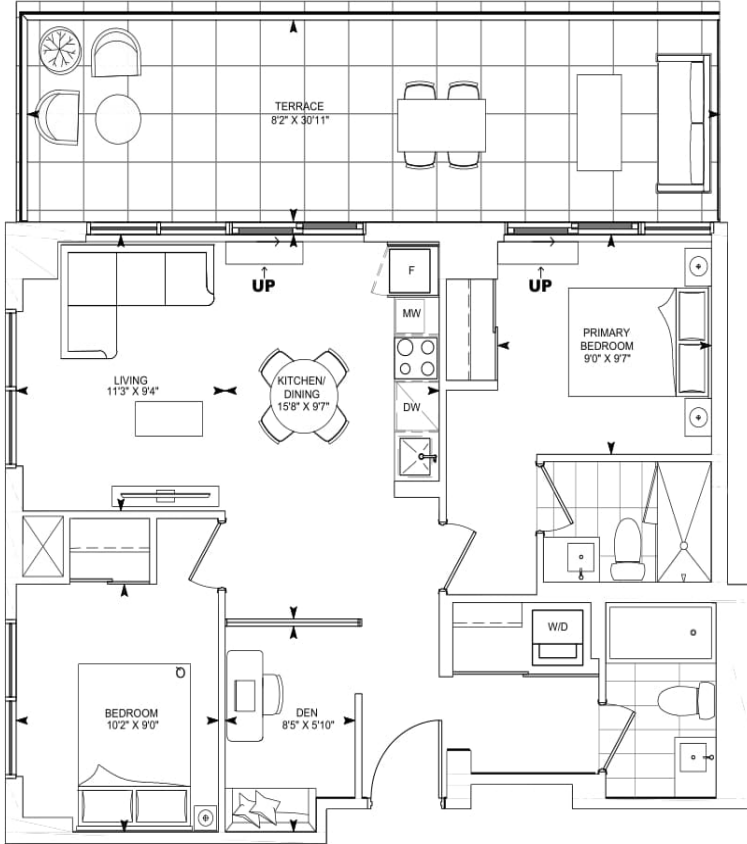 TERRACE
8'2" X 30'11"
UP
F
UP
MW
PRIMARY
BEDROOM
9'0" X 9'7"
LIVING
11'3" X 9'4"
KITCHEN/
DINING
15'8" X 9'7"
DW
W/D
BEDROOM
10'2" X 9'0"
DEN
8'5" X 5'10"